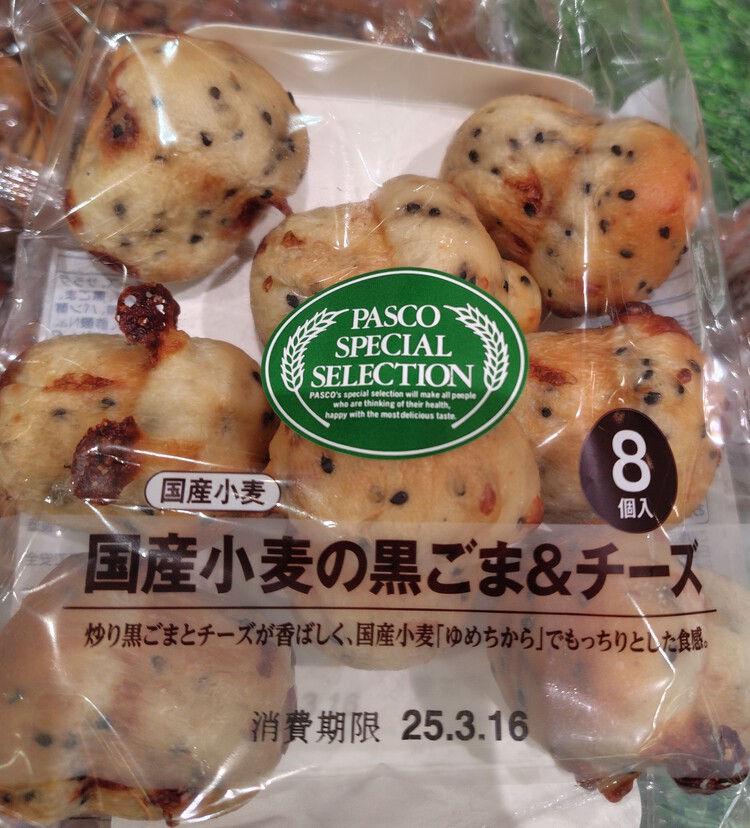 PASCO
SPECIAL
SELECTION
PASCO's special selection will make all people
who are thinking of their health,
happy with the most delicious taste.
8
個入
国産小麦
国産小麦の黒ごま&チーズ
炒り黒ごまとチーズが香ばしく、国産小麦「ゆめちから」でもっちりとした食感。
消費期限 25.3.16